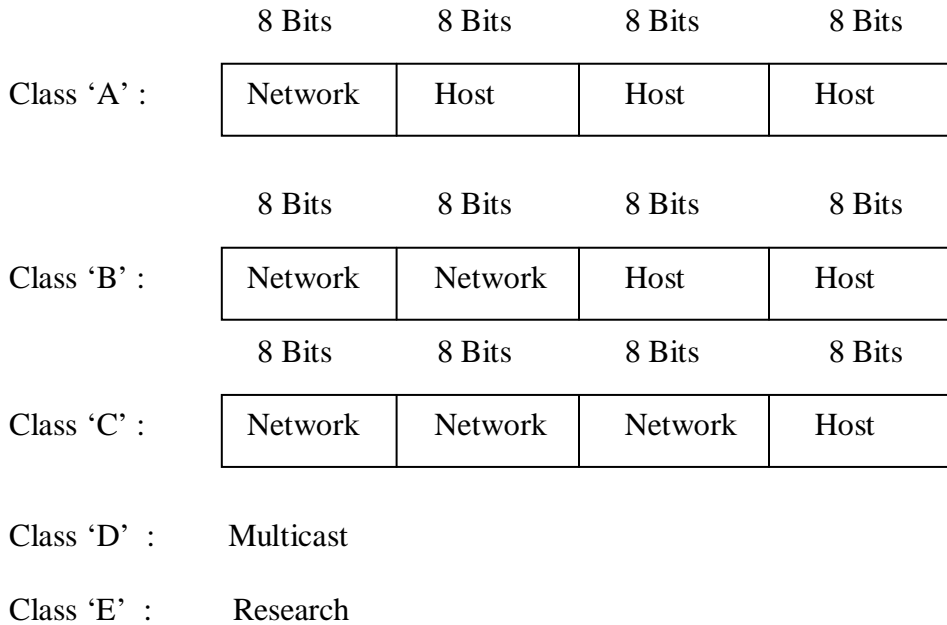 8 Bits 8 Bits 8 Bits 8 Bits
Class ‘A’ : Network Host Host Host
8 Bits 8 Bits 8 Bits 8 Bits
Class ‘B’ : Network Network Host Host
8 Bits 8 Bits 8 Bits 8 Bits
Class ‘C’ : Network Network Network Host
Class ‘D’ : Multicast
Class ‘E’ : Research